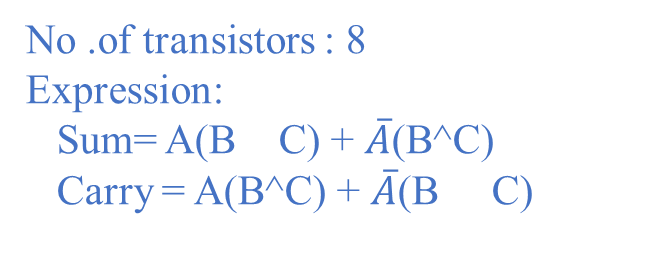 No .of transistors : 8
Expression:
Sum= A(B C) + Ā(B^C)
Carry = A(B^C) + Ā(B C)